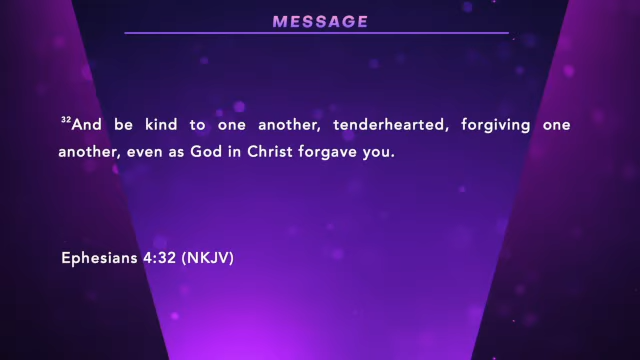 MESSAGE
³²And be kind to one another, tenderhearted, forgiving one
another, even as God in Christ forgave you.
Ephesians 4:32 (NKJV)